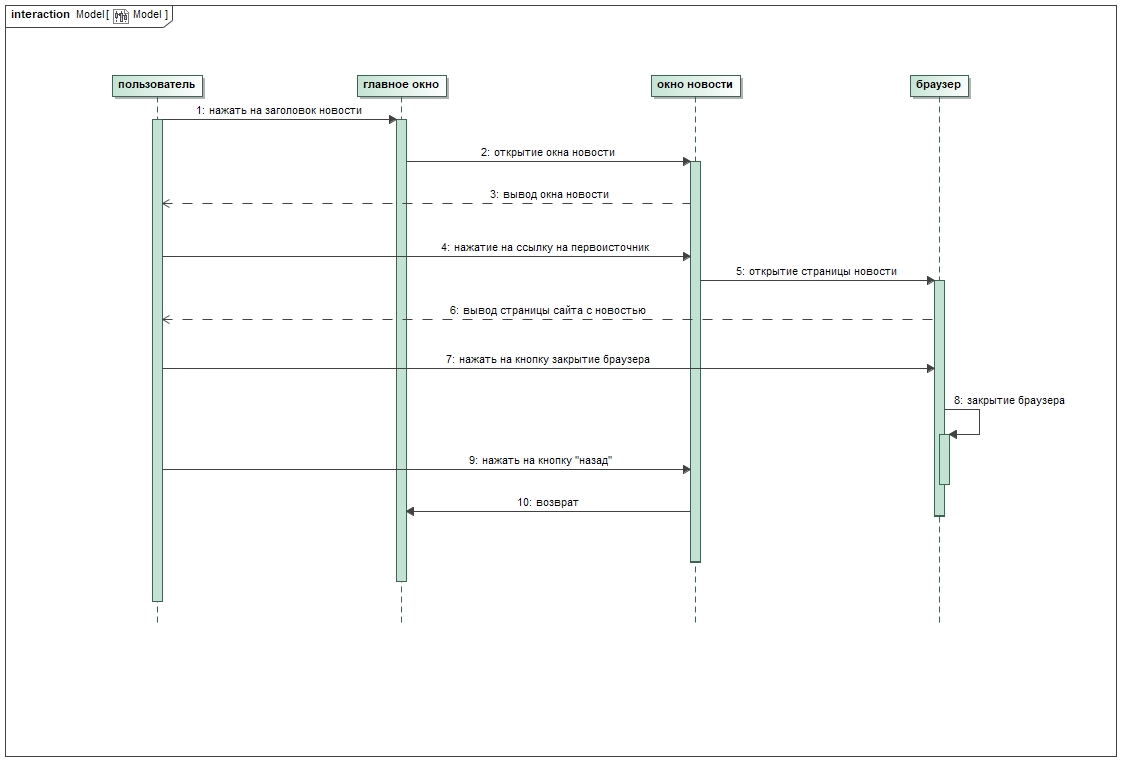 interaction Model[ Model ]
пользователь
главное окно
окно новости
браузер
1: нажать на заголовок новости
2: открытие окна новости
3: вывод окна новости
4: нажатие на ссылку на первоисточник
5: открытие страницы новости
6: вывод страницы сайта с новостью
7: нажать на кнопку закрытие браузера
8: закрытие браузера
9: нажать на кнопку "назад"
10: возврат